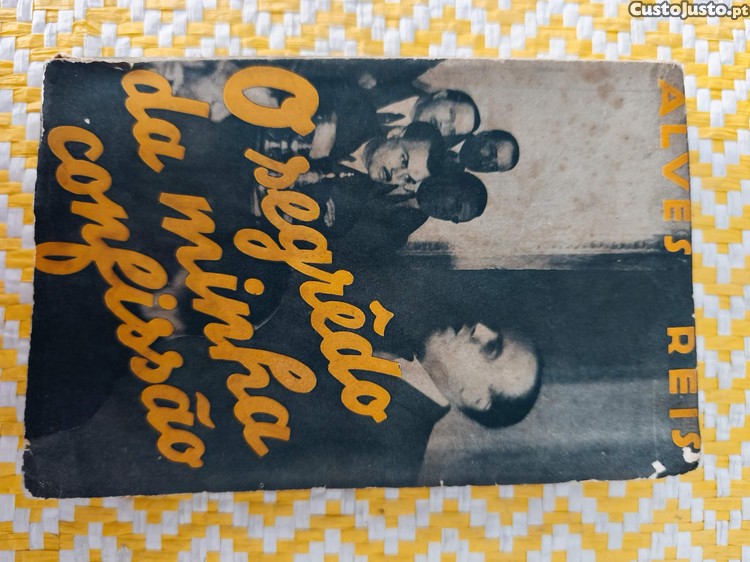 CustoJusto.pt
ALVES REIS
O segrêdo
da minha
confissão